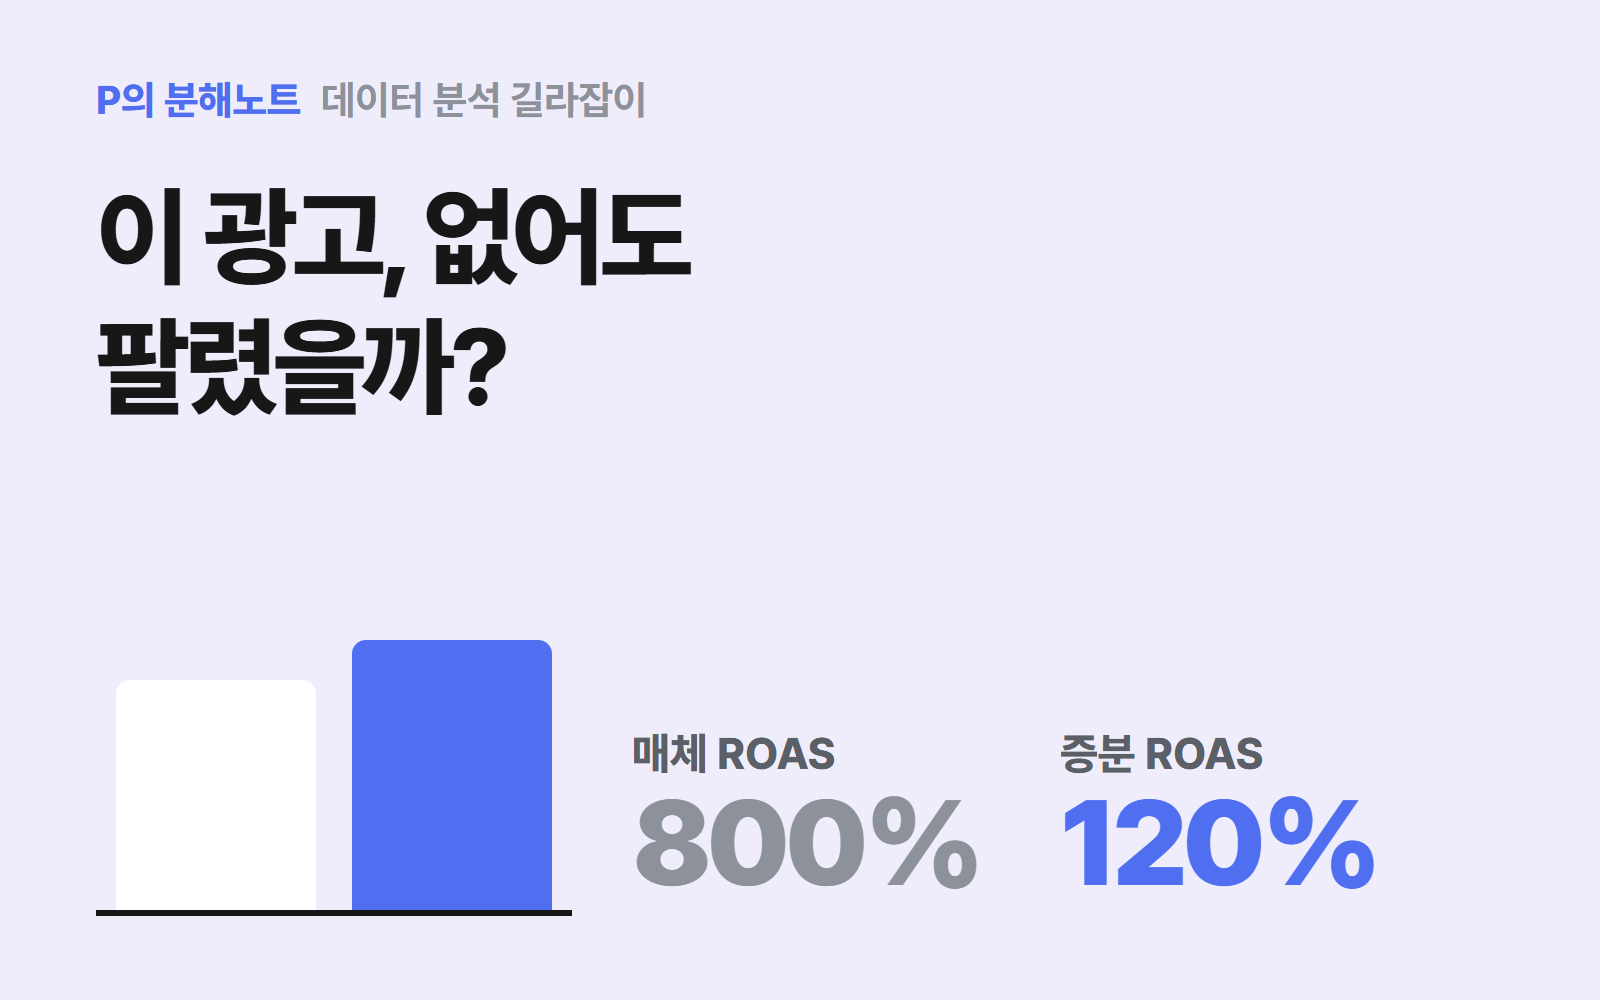 P의 분해노트 데이터 분석 길라잡이
이 광고, 없어도
팔렸을까?
매체 ROAS
800%
증분 ROAS
120%